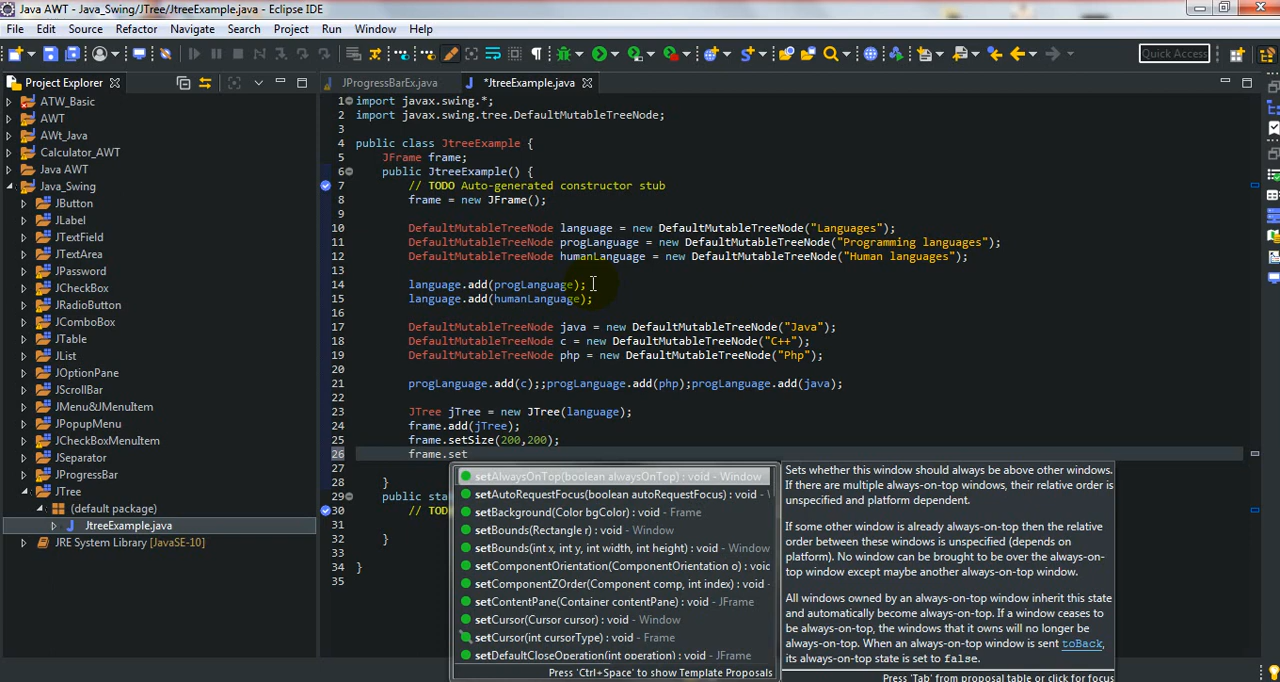 Java AWT - Java_Swing/JTree/JtreeExample.java - Eclipse IDE
File Edit Source Refactor Navigate Search Project Run Window Help
Quick Access
Project Explorer
JProgressBarEx.java
*JtreeExample.java
ATW_Basic
AWT
AWt_Java
Calculator_AWT
Java AWT
Java_Swing
JButton
JLabel
JTextField
JTextArea
JPassword
JCheckBox
JRadioButton
JComboBox
JTable
JList
JOptionPane
JScrollBar
JMenu&JMenuItem
JPopupMenu
JCheckBoxMenuItem
JSeparator
JProgressBar
JTree
(default package)
JtreeExample.java
JRE System Library [JavaSE-10]
1 import javax.swing.*;
2 import javax.swing.tree.DefaultMutableTreeNode;
3
4 public class JtreeExample {
5 JFrame frame;
6 public JtreeExample() {
7 // TODO Auto-generated constructor stub
8 frame = new JFrame();
9
10 DefaultMutableTreeNode language = new DefaultMutableTreeNode("Languages");
11 DefaultMutableTreeNode progLanguage = new DefaultMutableTreeNode("Programming languages");
12 DefaultMutableTreeNode humanLanguage = new DefaultMutableTreeNode("Human languages");
13
14 language.add(progLanguage);
15 language.add(humanLanguage);
16
17 DefaultMutableTreeNode java = new DefaultMutableTreeNode("Java");
18 DefaultMutableTreeNode c = new DefaultMutableTreeNode("C++");
19 DefaultMutableTreeNode php = new DefaultMutableTreeNode("Php");
20
21 progLanguage.add(c);;progLanguage.add(php);progLanguage.add(java);
22
23 JTree jTree = new JTree(language);
24 frame.add(jTree);
25 frame.setSize(200,200);
26 frame.set
27
28 }
29 public sta
30 // TOD
31
32 }
33
34 }
35
setAlwaysOnTop(boolean alwaysOnTop) : void - Window
setAutoRequestFocus(boolean autoRequestFocus) : void -
setBackground(Color bgColor) : void - Frame
setBounds(Rectangle r) : void - Window
setBounds(int x, int y, int width, int height) : void - Window
setComponentOrientation(ComponentOrientation o) : voic
setComponentZOrder(Component comp, int index) : void -
setContentPane(Container contentPane) : void - JFrame
setCursor(Cursor cursor) : void - Window
setCursor(int cursorType) : void - Frame
setDefaultCloseOperation(int operation) : void - JFrame
Press 'Ctrl+Space' to show Template Proposals
Sets whether this window should always be above other windows.
If there are multiple always-on-top windows, their relative order is
unspecified and platform dependent.
If some other window is already always-on-top then the relative
order between these windows is unspecified (depends on
platform). No window can be brought to be over the always-on-
top window except maybe another always-on-top window.
All windows owned by an always-on-top window inherit this state
and automatically become always-on-top. If a window ceases to
be always-on-top, the windows that it owns will no longer be
always-on-top. When an always-on-top window is sent toBack,
its always-on-top state is set to false.
Press 'Tab' from proposal table or click for focus